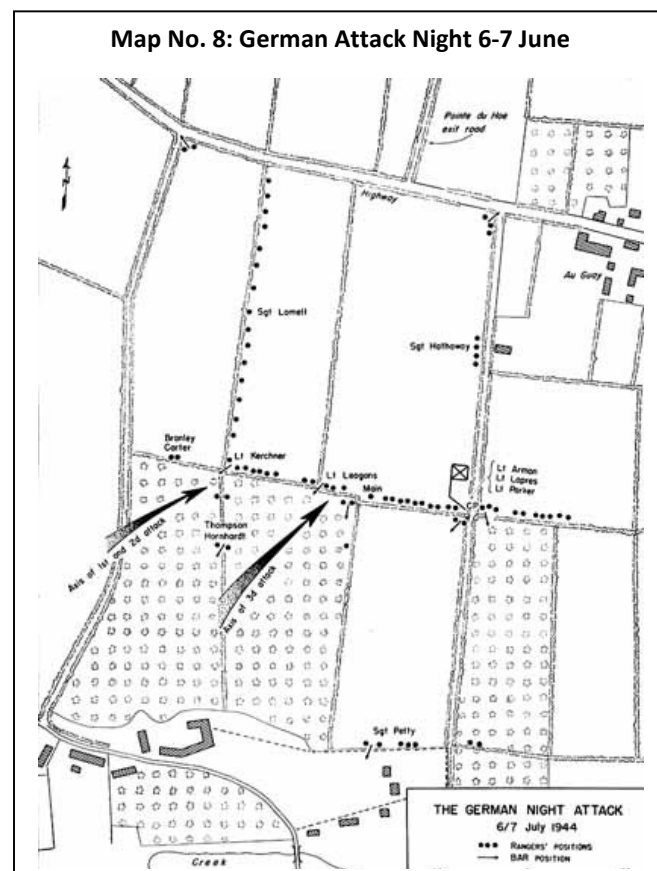 Map No. 8: German Attack Night 6-7 June
Pointe du Hoe
exit road
Highway
Au Guay
Sgt Lomell
Sgt Hathaway
Branley
Carter
Lt Kerchner
Lt Leagans
Main
Lt Arman
Lt Lapres
Lt Parker
CP
Thompson
Hornhardt
Axis of 1st and 2d attack
Axis of 3d attack
Sgt Petty
Creek
THE GERMAN NIGHT ATTACK
6/7 July 1944
RANGERS' POSITIONS
BAR POSITION